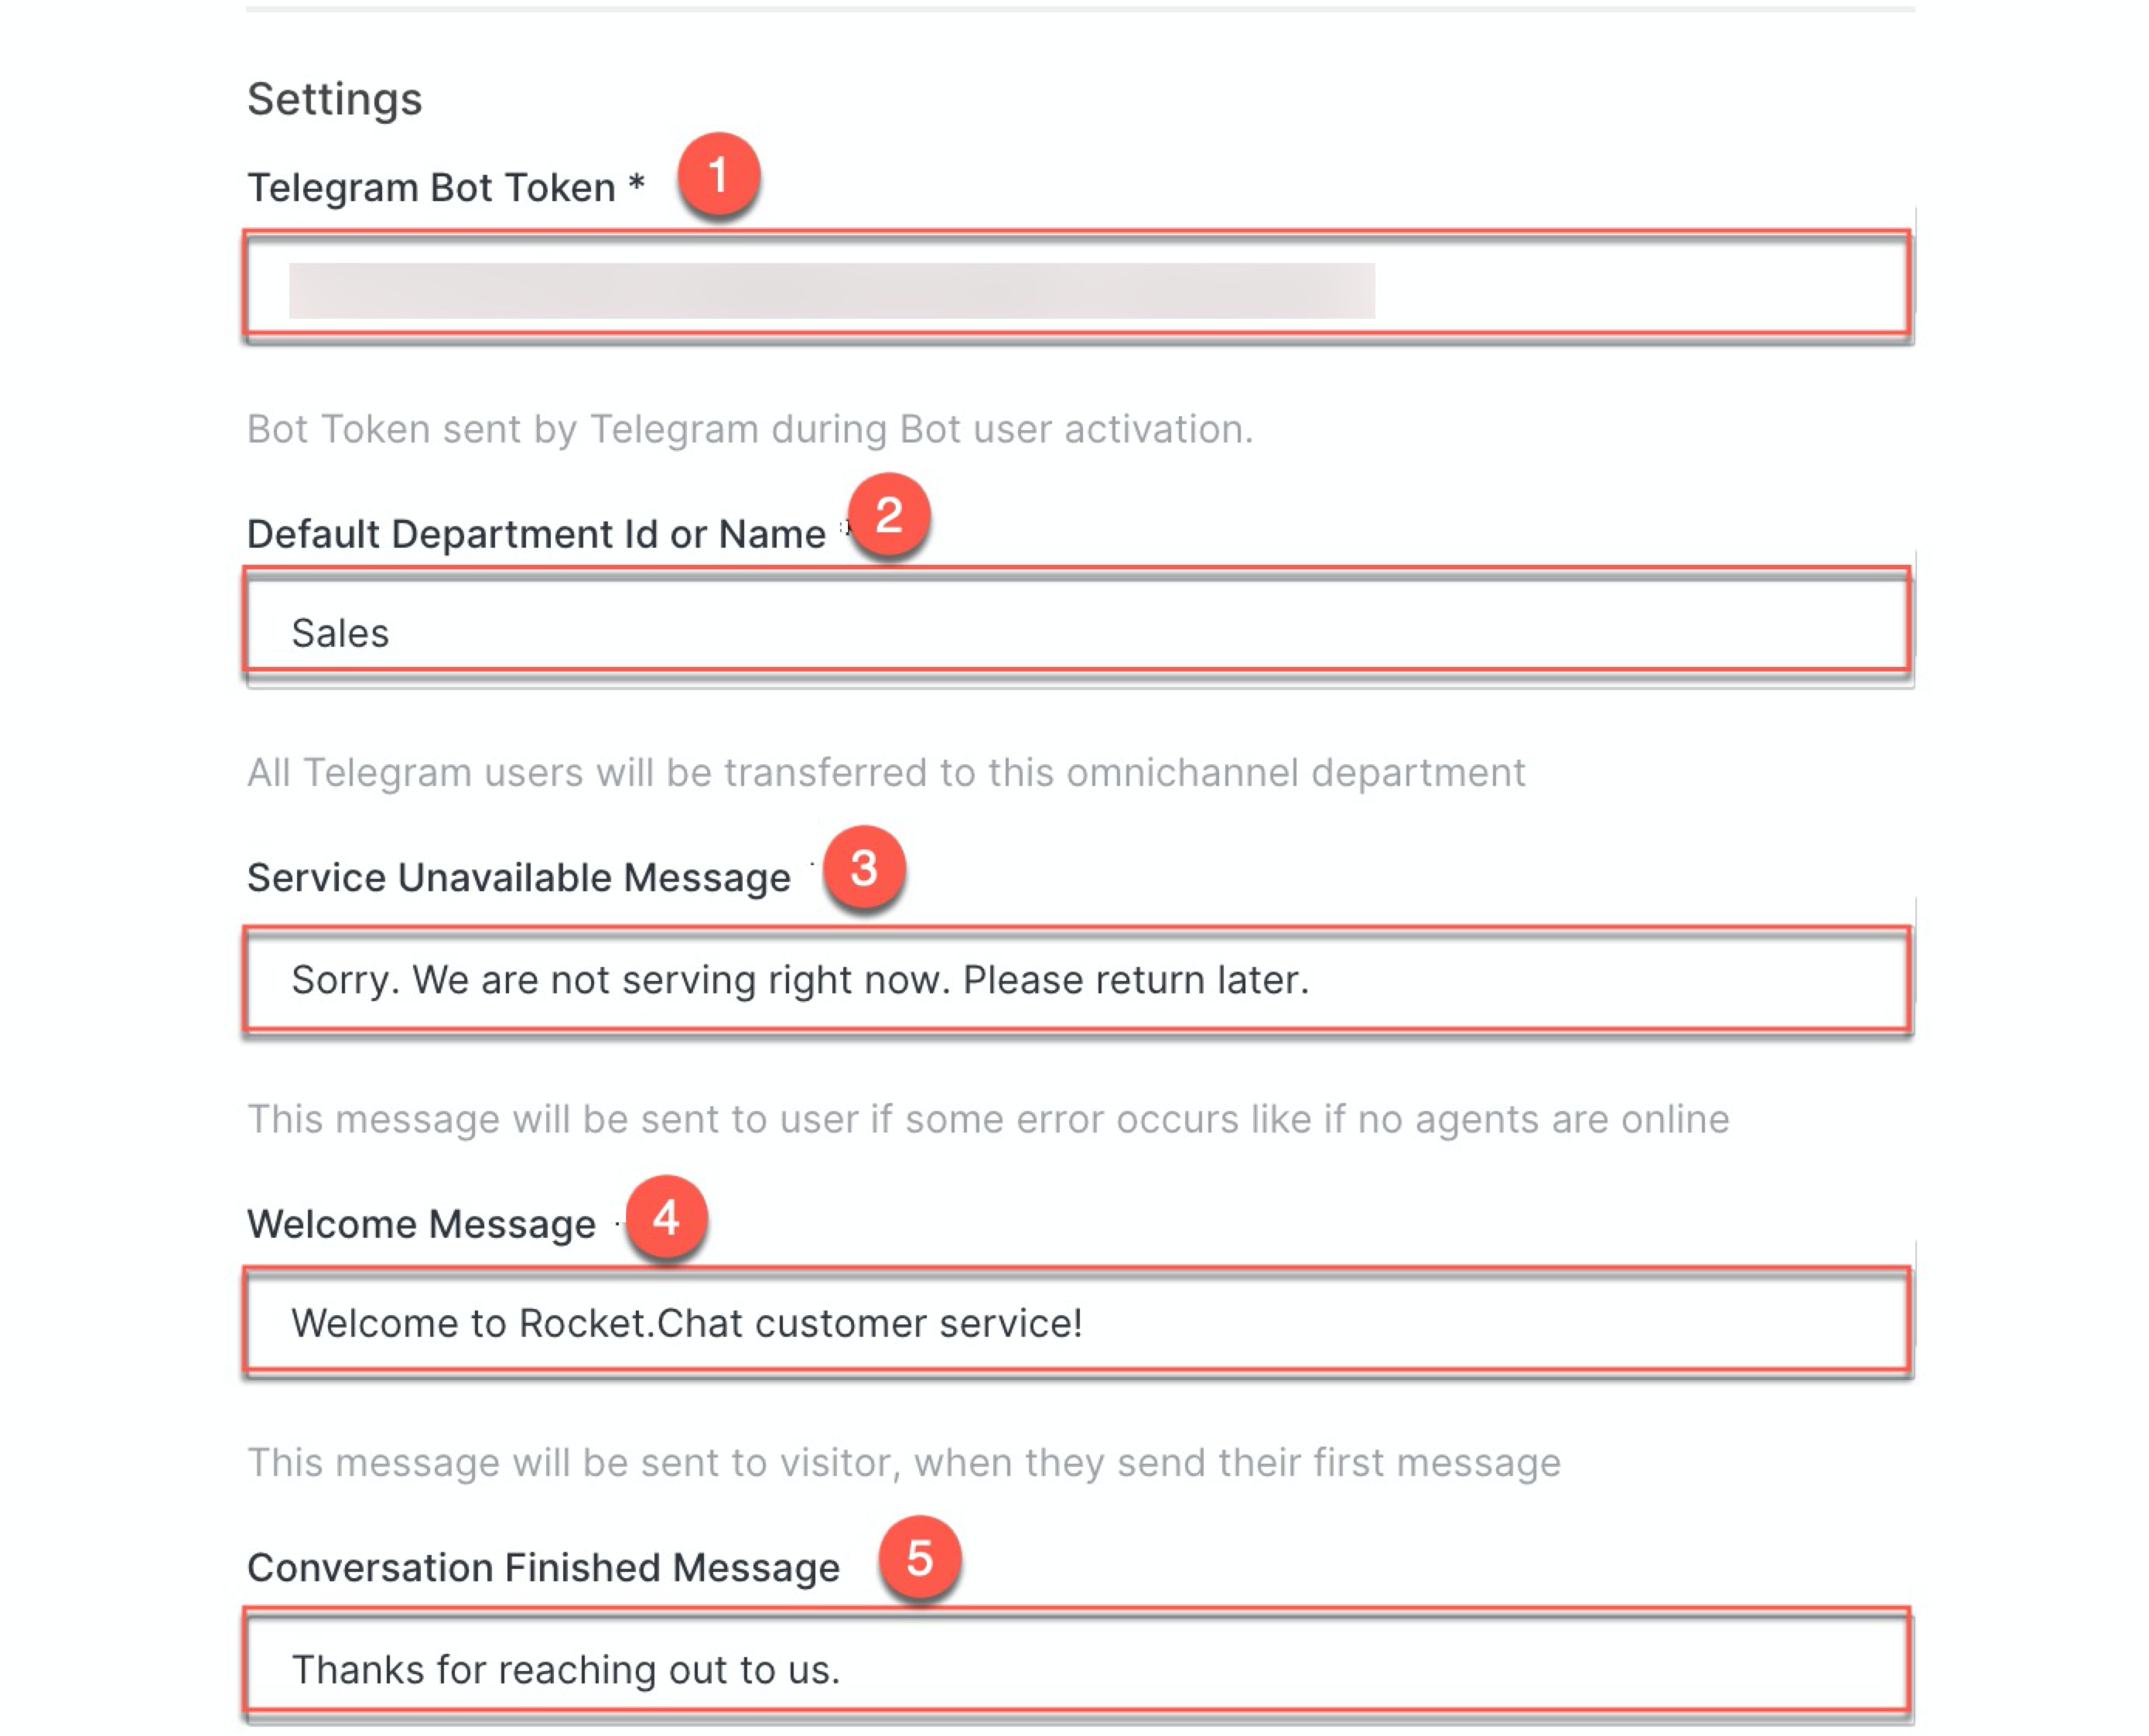 Settings
Telegram Bot Token * 1
Bot Token sent by Telegram during Bot user activation.
Default Department Id or Name 2
Sales
All Telegram users will be transferred to this omnichannel department
Service Unavailable Message 3
Sorry. We are not serving right now. Please return later.
This message will be sent to user if some error occurs like if no agents are online
Welcome Message 4
Welcome to Rocket.Chat customer service!
This message will be sent to visitor, when they send their first message
Conversation Finished Message 5
Thanks for reaching out to us.